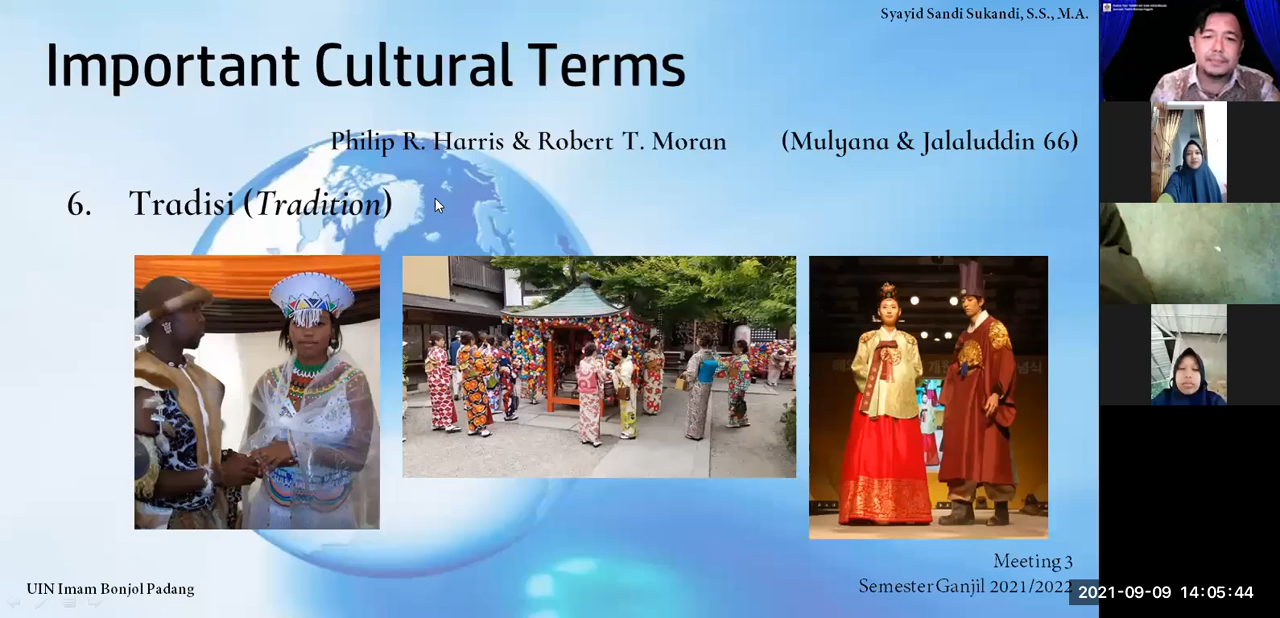 Syayid Sandi Sukandi, S.S., M.A.
Important Cultural Terms
Philip R. Harris & Robert T. Moran (Mulyana & Jalaluddin 66)
6. Tradisi (Tradition)
Meeting 3
UIN Imam Bonjol Padang
Semester Ganjil 2021/2022
2021-09-09 14:05:44